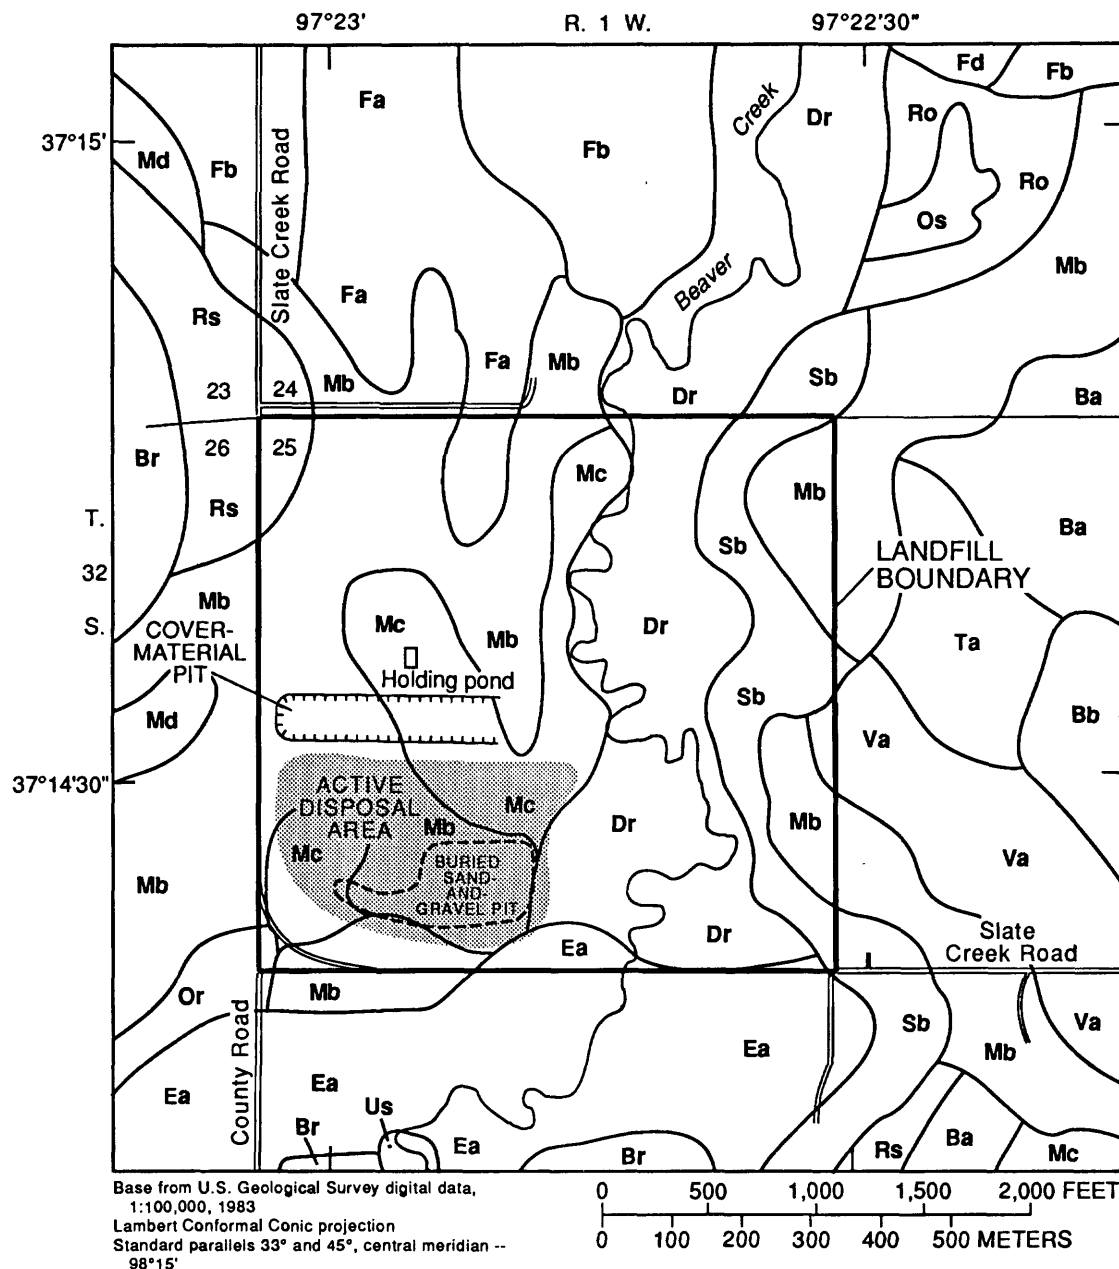 97°23'
R. 1 W.
97°22'30"
Fd
Fb
Fa
Creek
Dr
Ro
37°15'
Md
Fb
Fb
Ro
Slate Creek Road
Os
Beaver
Mb
Fa
Rs
Fa
Mb
23
24
Mb
Sb
Dr
Ba
26
25
Br
Mc
Mb
Rs
T.
32
S.
Ba
Sb
LANDFILL
BOUNDARY
Mb
COVER-
MATERIAL
PIT
Mc
Mb
Dr
Ta
Holding pond
Sb
Md
Va
Bb
37°14'30"
ACTIVE
DISPOSAL
AREA
Mc
Mb
Dr
Mb
Mc
BURIED
SAND-
AND-
GRAVEL PIT
Va
Mb
Dr
Ea
Slate
Creek Road
Or
Mb
County Road
Sb
Va
Ea
Mb
Ea
Ea
Us
Br
Ea
Br
Rs
Ba
Mc
Base from U.S. Geological Survey digital data,
1:100,000, 1983
Lambert Conformal Conic projection
Standard parallels 33° and 45°, central meridian --
98°15'
0 500 1,000 1,500 2,000 FEET
0 100 200 300 400 500 METERS